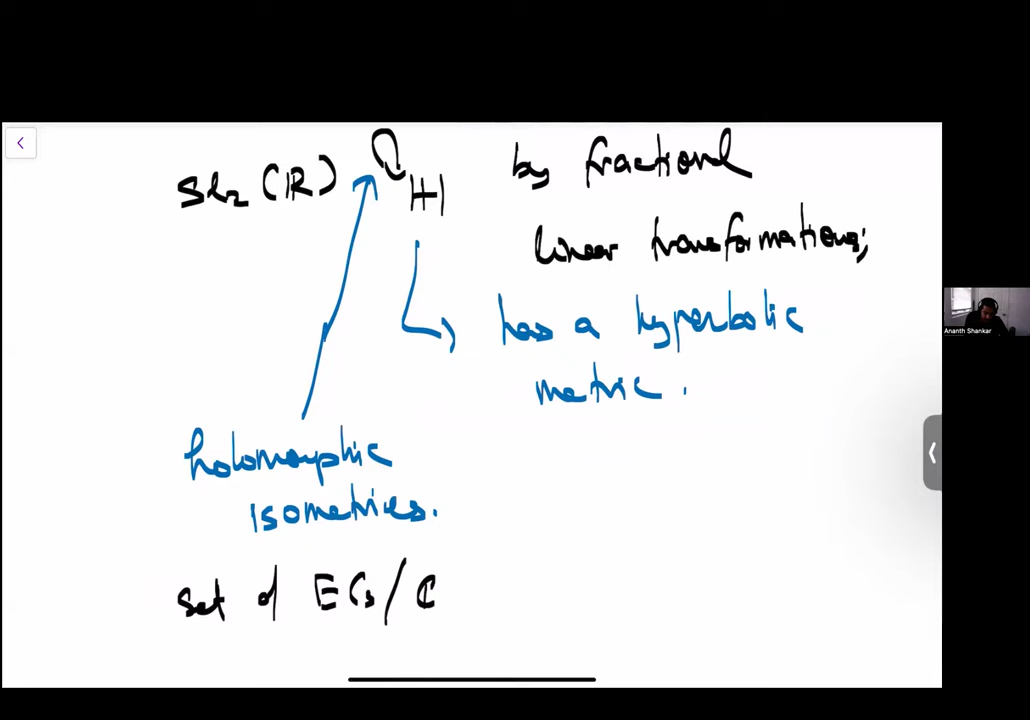 SL₂(ℝ) ↻ ℍ by fractional
linear transformations;
has a hyperbolic
metric.
holomorphic
isometries.
set of ECs/ℂ
Ananth Shankar